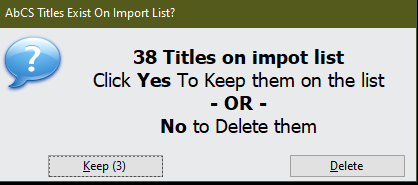 AbCS Titles Exist On Import List?
38 Titles on impot list
Click Yes To Keep them on the list
- OR -
No to Delete them
Keep (3)
Delete